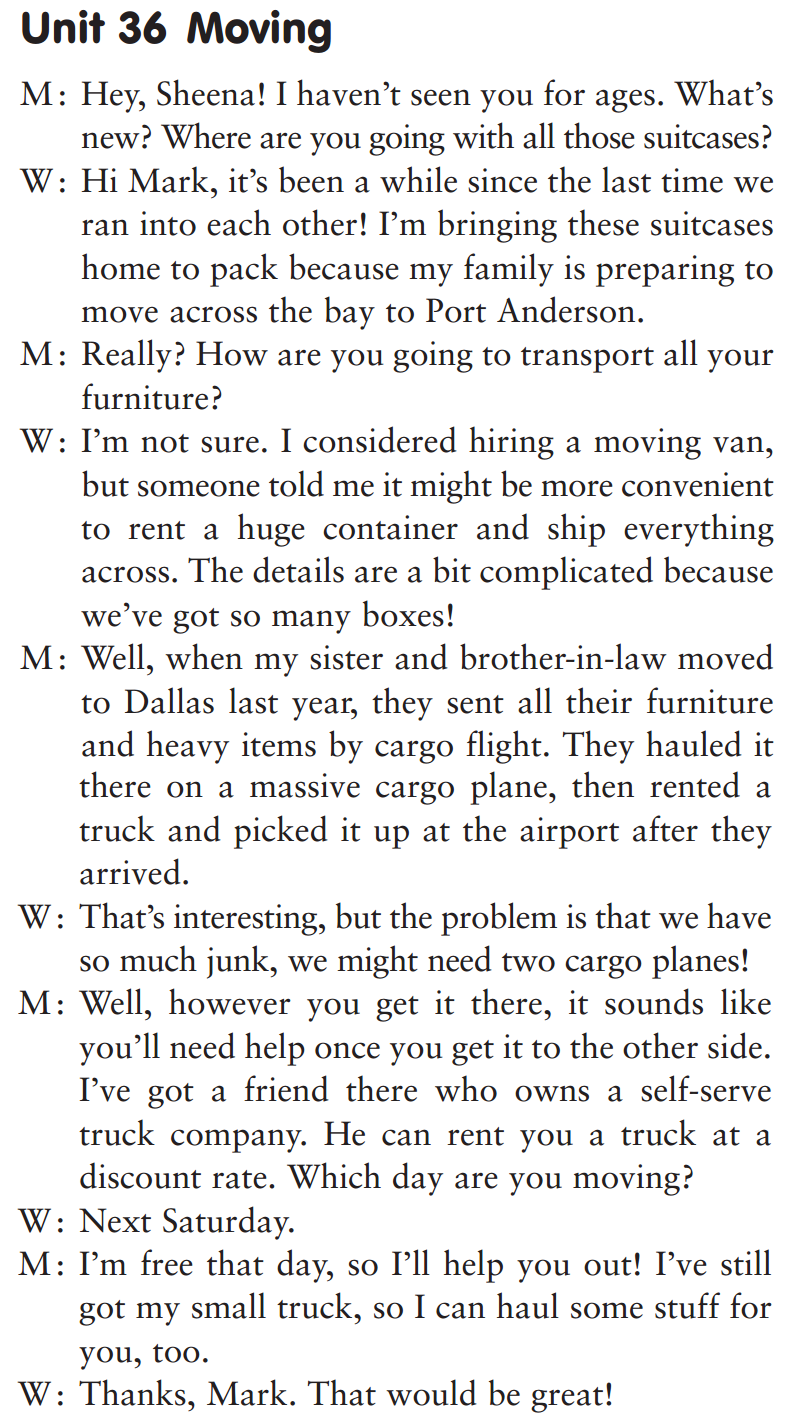 Unit 36 Moving
M: Hey, Sheena! I haven't seen you for ages. What's
new? Where are you going with all those suitcases?
W: Hi Mark, it's been a while since the last time we
ran into each other! I'm bringing these suitcases
home to pack because my family is preparing to
move across the bay to Port Anderson.
M: Really? How are you going to transport all your
furniture?
W: I'm not sure. I considered hiring a moving van,
but someone told me it might be more convenient
to rent a huge container and ship everything
across. The details are a bit complicated because
we've got so many boxes!
M: Well, when my sister and brother-in-law moved
to Dallas last year, they sent all their furniture
and heavy items by cargo flight. They hauled it
there on a massive cargo plane, then rented a
truck and picked it up at the airport after they
arrived.
W: That's interesting, but the problem is that we have
so much junk, we might need two cargo planes!
M: Well, however you get it there, it sounds like
you'll need help once you get it to the other side.
I've got a friend there who owns a self-serve
truck company. He can rent you a truck at a
discount rate. Which day are you moving?
W: Next Saturday.
M: I'm free that day, so I'll help you out! I've still
got my small truck, so I can haul some stuff for
you, too.
W: Thanks, Mark. That would be great!